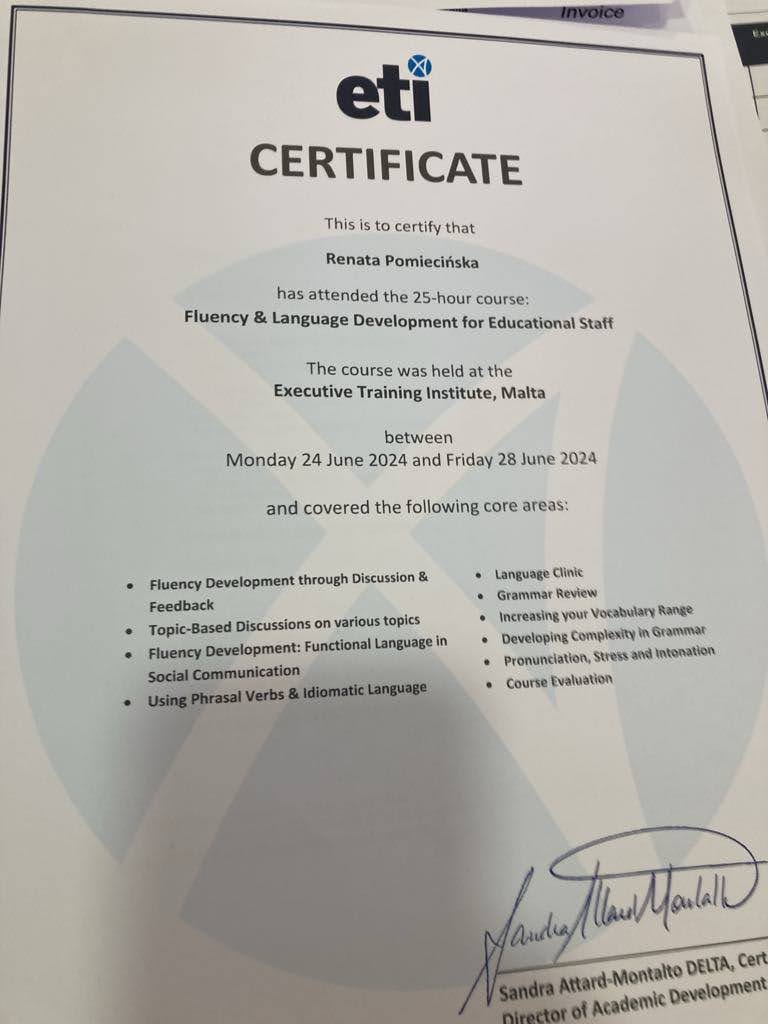 Invoice
eti
CERTIFICATE
This is to certify that
Renata Pomiecińska
has attended the 25-hour course:
Fluency & Language Development for Educational Staff
The course was held at the
Executive Training Institute, Malta
between
Monday 24 June 2024 and Friday 28 June 2024
and covered the following core areas:
• Fluency Development through Discussion &
Feedback
• Topic-Based Discussions on various topics
• Fluency Development: Functional Language in
Social Communication
• Using Phrasal Verbs & Idiomatic Language
• Language Clinic
• Grammar Review
• Increasing your Vocabulary Range
• Developing Complexity in Grammar
• Pronunciation, Stress and Intonation
• Course Evaluation
Sandra Attard-Montalto DELTA, Cert
Director of Academic Development